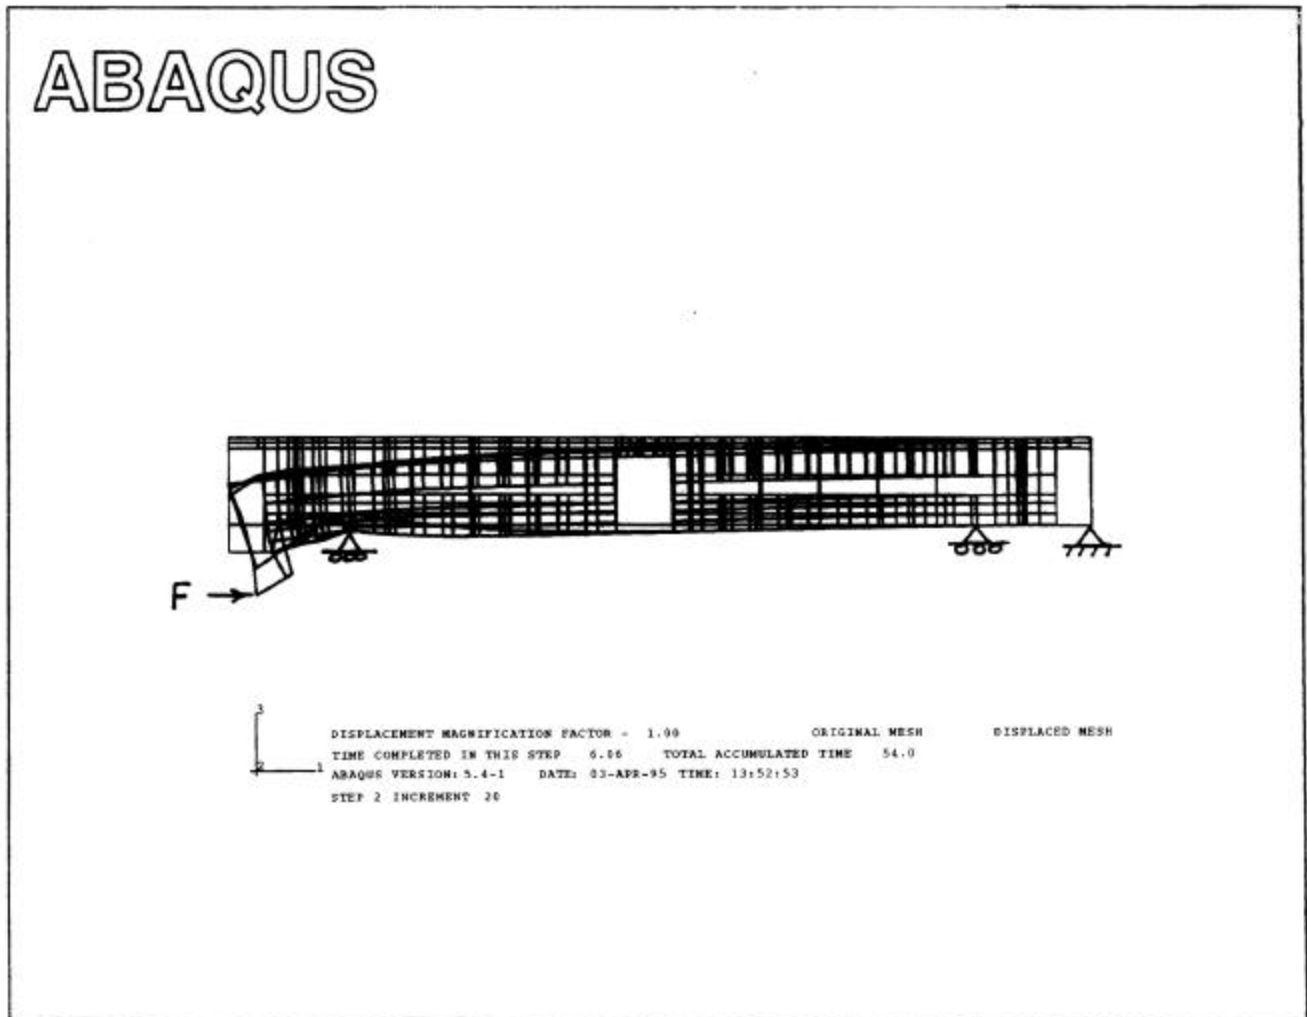 ABAQUS
F
3
2 1
DISPLACEMENT MAGNIFICATION FACTOR = 1.00 ORIGINAL MESH DISPLACED MESH
TIME COMPLETED IN THIS STEP 6.06 TOTAL ACCUMULATED TIME 54.0
ABAQUS VERSION: 5.4-1 DATE: 03-APR-95 TIME: 13:52:53
STEP 2 INCREMENT 20